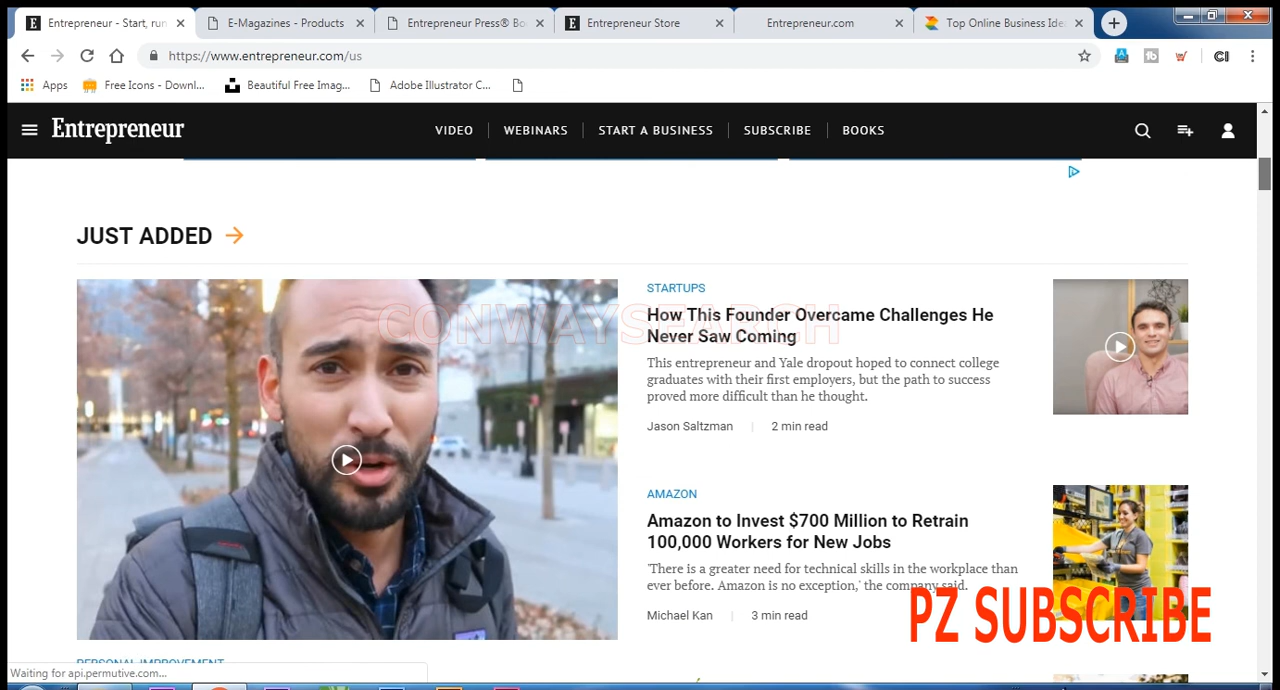 Entrepreneur - Start, run
E-Magazines - Products
Entrepreneur Press® Bo
Entrepreneur Store
Entrepreneur.com
Top Online Business Ide
https://www.entrepreneur.com/us
Apps
Free Icons - Downl...
Beautiful Free Imag...
Adobe Illustrator C...
Entrepreneur
VIDEO
WEBINARS
START A BUSINESS
SUBSCRIBE
BOOKS
JUST ADDED
CONWAYSEARCH
STARTUPS
How This Founder Overcame Challenges He
Never Saw Coming
This entrepreneur and Yale dropout hoped to connect college
graduates with their first employers, but the path to success
proved more difficult than he thought.
Jason Saltzman | 2 min read
AMAZON
Amazon to Invest $700 Million to Retrain
100,000 Workers for New Jobs
'There is a greater need for technical skills in the workplace than
ever before. Amazon is no exception,' the company said.
Michael Kan | 3 min read
PZ SUBSCRIBE
PERSONAL IMPROVEMENT
Waiting for api.permutive.com...